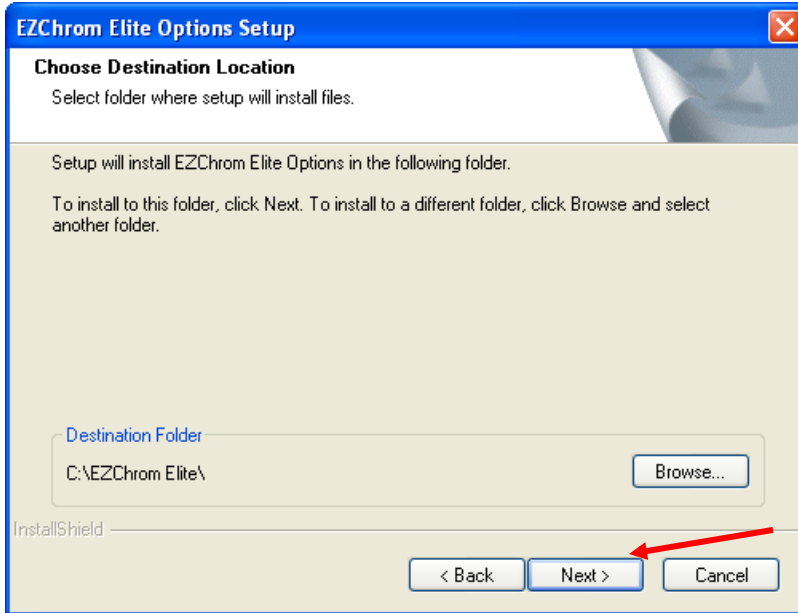 EZChrom Elite Options Setup
Choose Destination Location
Select folder where setup will install files.
Setup will install EZChrom Elite Options in the following folder.
To install to this folder, click Next. To install to a different folder, click Browse and select
another folder.
Destination Folder
C:\EZChrom Elite\
Browse...
InstallShield
< Back
Next >
Cancel